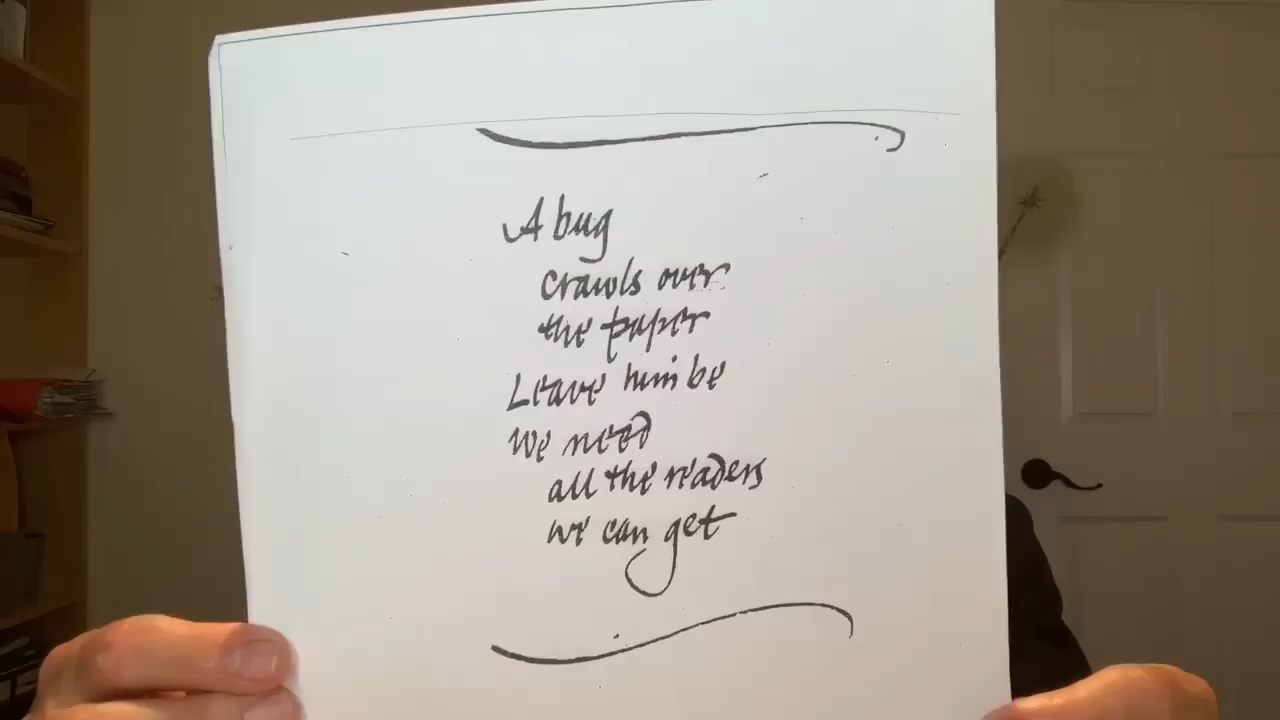 A bug
crawls over
the paper
Leave him be
we need
all the readers
we can get